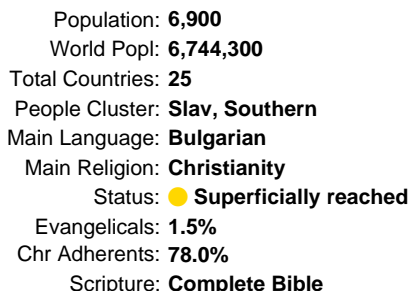 Population: 6,900
World Popl: 6,744,300
Total Countries: 25
People Cluster: Slav, Southern
Main Language: Bulgarian
Main Religion: Christianity
Status: Superficially reached
Evangelicals: 1.5%
Chr Adherents: 78.0%
Scripture: Complete Bible